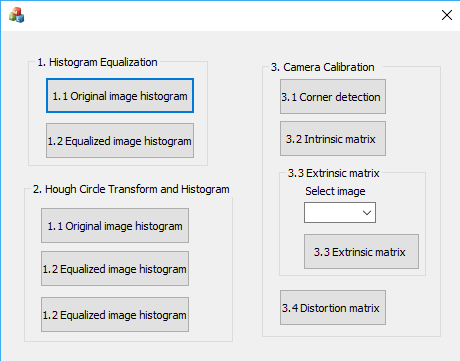 1. Histogram Equalization
1.1 Original image histogram
1.2 Equalized image histogram
2. Hough Circle Transform and Histogram
1.1 Original image histogram
1.2 Equalized image histogram
1.2 Equalized image histogram
3. Camera Calibration
3.1 Corner detection
3.2 Intrinsic matrix
3.3 Extrinsic matrix
Select image
3.3 Extrinsic matrix
3.4 Distortion matrix